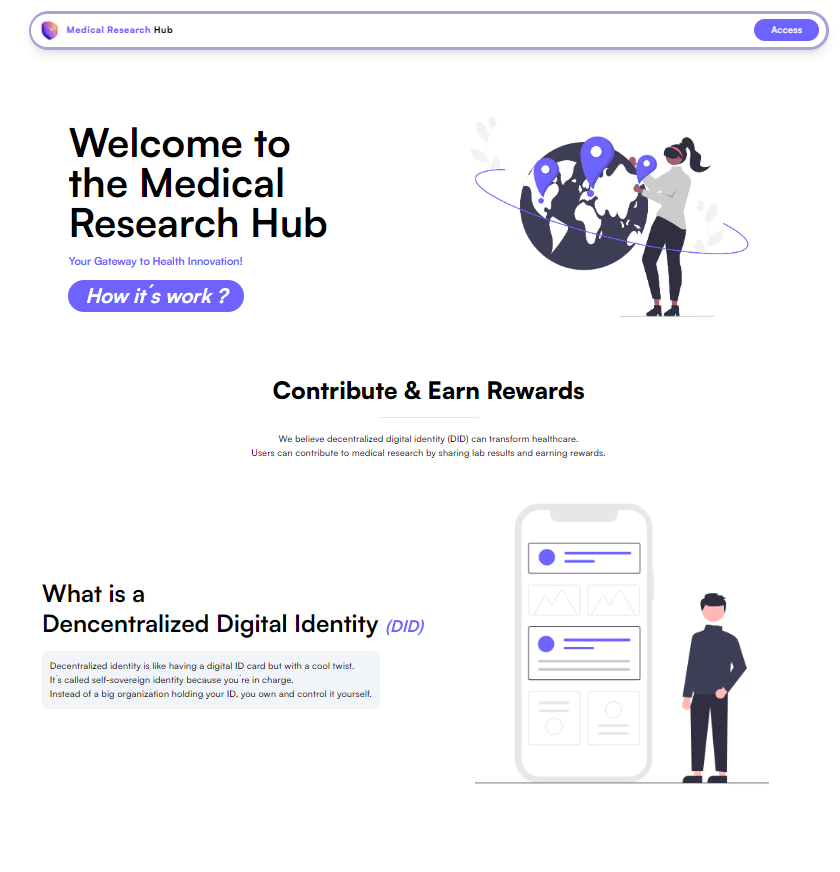 Medical Research Hub
Access
Welcome to
the Medical
Research Hub
Your Gateway to Health Innovation!
How it´s work ?
Contribute & Earn Rewards
We believe decentralized digital identity (DID) can transform healthcare.
Users can contribute to medical research by sharing lab results and earning rewards.
What is a
Dencentralized Digital Identity (DID)
Decentralized identity is like having a digital ID card but with a cool twist.
It´s called self-sovereign identity because you´re in charge.
Instead of a big organization holding your ID, you own and control it yourself.